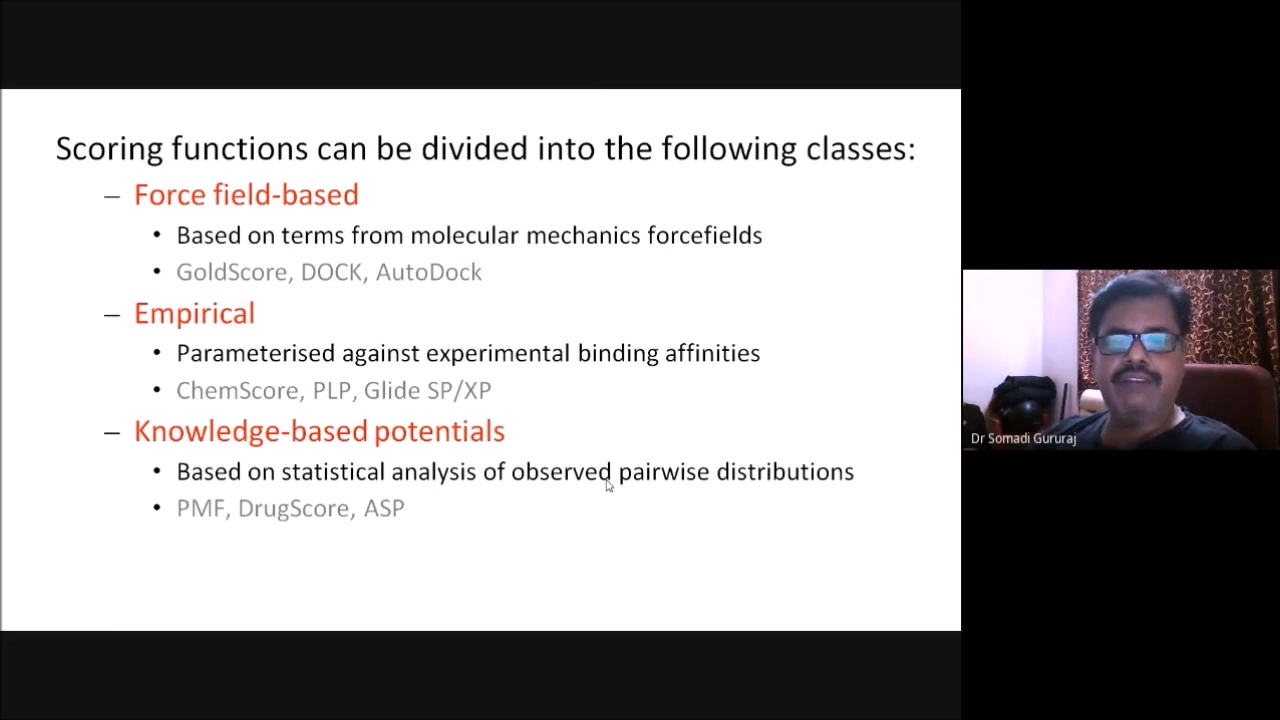 Scoring functions can be divided into the following classes:
– Force field-based
• Based on terms from molecular mechanics forcefields
• GoldScore, DOCK, AutoDock
– Empirical
• Parameterised against experimental binding affinities
• ChemScore, PLP, Glide SP/XP
– Knowledge-based potentials
• Based on statistical analysis of observed pairwise distributions
• PMF, DrugScore, ASP
Dr Somadi Gururaj